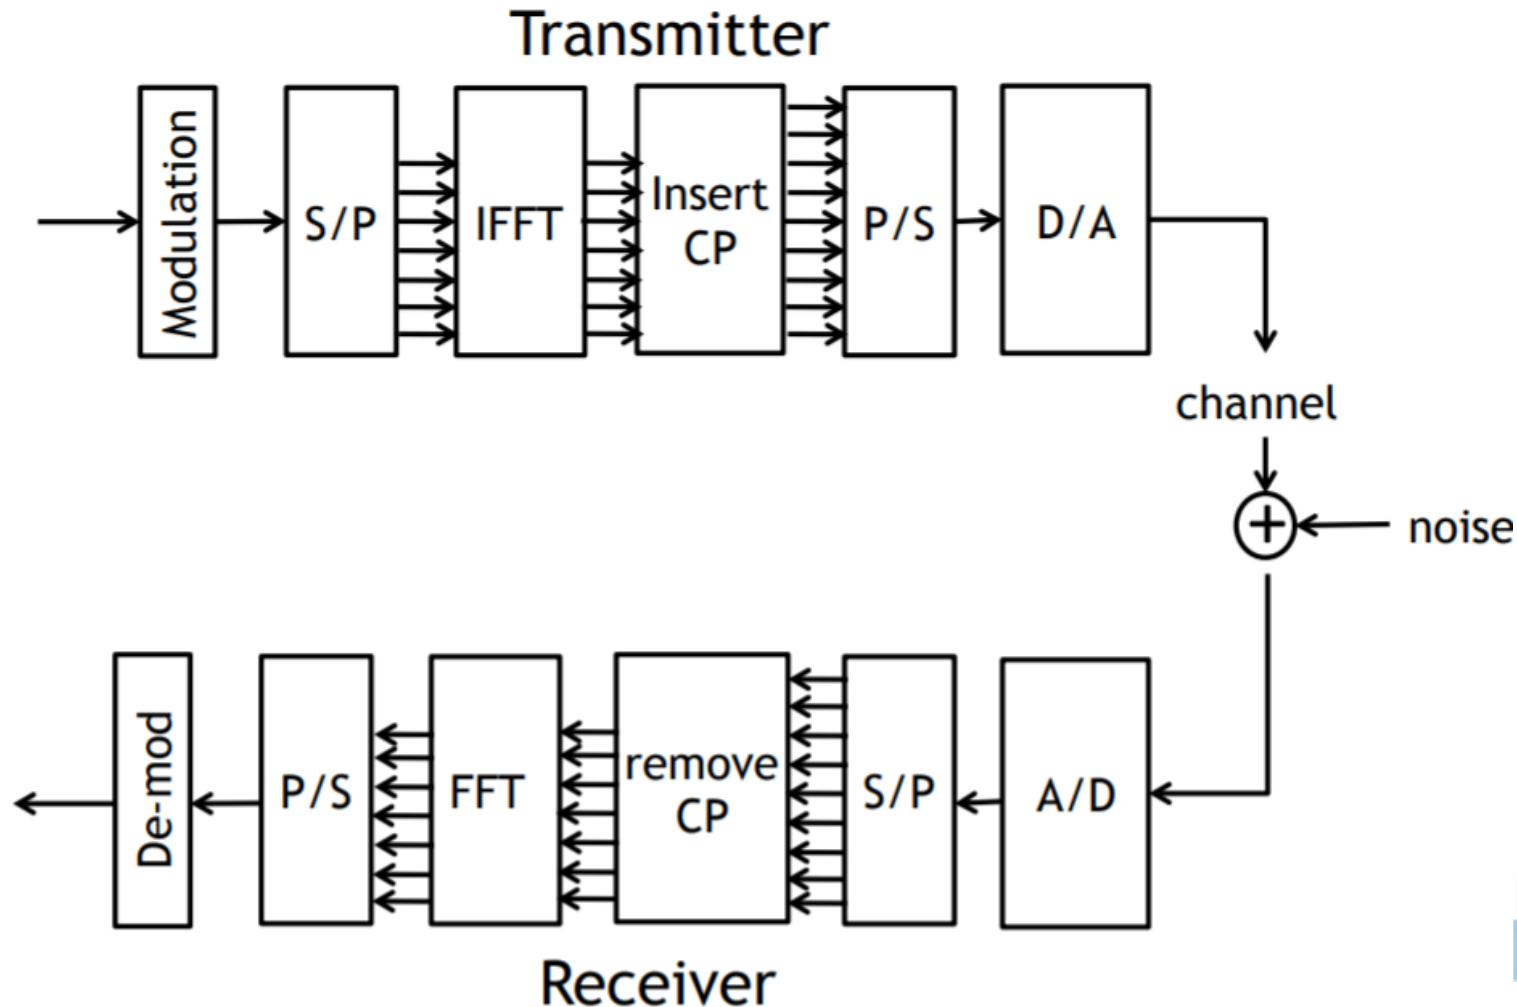 Transmitter
Modulation
S/P
IFFT
Insert
CP
P/S
D/A
channel
+
noise
De-mod
P/S
FFT
remove
CP
S/P
A/D
Receiver